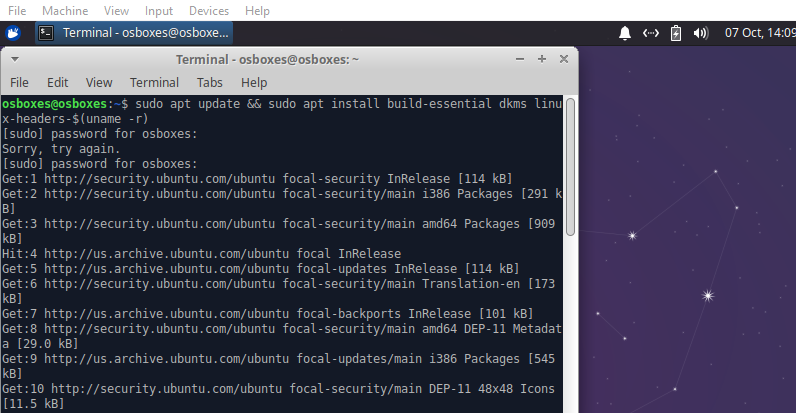 File Machine View Input Devices Help
Terminal - osboxes@osboxe... 07 Oct, 14:09
Terminal - osboxes@osboxes: ~
File Edit View Terminal Tabs Help
osboxes@osboxes:~$ sudo apt update && sudo apt install build-essential dkms linu
x-headers-$(uname -r)
[sudo] password for osboxes:
Sorry, try again.
[sudo] password for osboxes:
Get:1 http://security.ubuntu.com/ubuntu focal-security InRelease [114 kB]
Get:2 http://security.ubuntu.com/ubuntu focal-security/main i386 Packages [291 k
B]
Get:3 http://security.ubuntu.com/ubuntu focal-security/main amd64 Packages [909
kB]
Hit:4 http://us.archive.ubuntu.com/ubuntu focal InRelease
Get:5 http://us.archive.ubuntu.com/ubuntu focal-updates InRelease [114 kB]
Get:6 http://security.ubuntu.com/ubuntu focal-security/main Translation-en [173
kB]
Get:7 http://us.archive.ubuntu.com/ubuntu focal-backports InRelease [101 kB]
Get:8 http://security.ubuntu.com/ubuntu focal-security/main amd64 DEP-11 Metadat
a [29.0 kB]
Get:9 http://us.archive.ubuntu.com/ubuntu focal-updates/main i386 Packages [545
kB]
Get:10 http://security.ubuntu.com/ubuntu focal-security/main DEP-11 48x48 Icons
[11.5 kB]